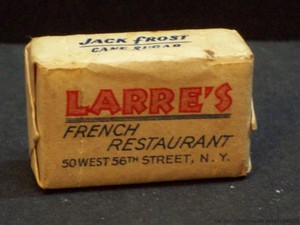 JACK FROST
CANE SUGAR
LARRE'S
FRENCH
RESTAURANT
50 WEST 56TH STREET, N. Y.